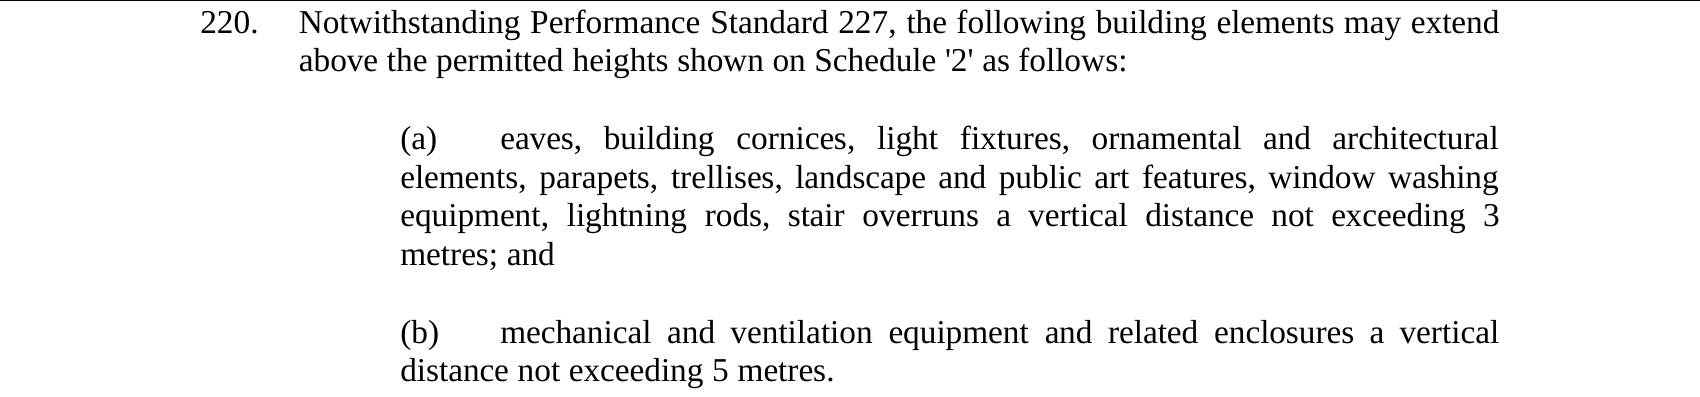 220. Notwithstanding Performance Standard 227, the following building elements may extend
above the permitted heights shown on Schedule '2' as follows:
(a) eaves, building cornices, light fixtures, ornamental and architectural
elements, parapets, trellises, landscape and public art features, window washing
equipment, lightning rods, stair overruns a vertical distance not exceeding 3
metres; and
(b) mechanical and ventilation equipment and related enclosures a vertical
distance not exceeding 5 metres.